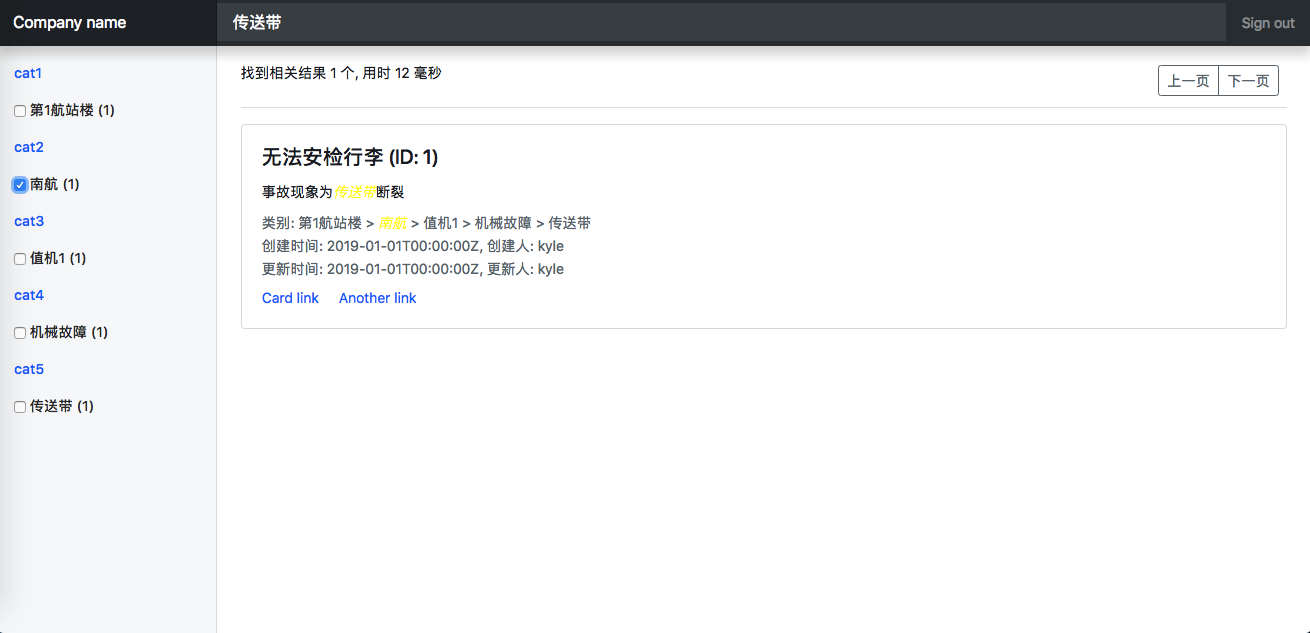 Company name
传送带
Sign out
cat1
第1航站楼 (1)
cat2
南航 (1)
cat3
值机1 (1)
cat4
机械故障 (1)
cat5
传送带 (1)
找到相关结果 1 个, 用时 12 毫秒
上一页 下一页
无法安检行李 (ID: 1)
事故现象为传送带断裂
类别: 第1航站楼 > 南航 > 值机1 > 机械故障 > 传送带
创建时间: 2019-01-01T00:00:00Z, 创建人: kyle
更新时间: 2019-01-01T00:00:00Z, 更新人: kyle
Card link Another link